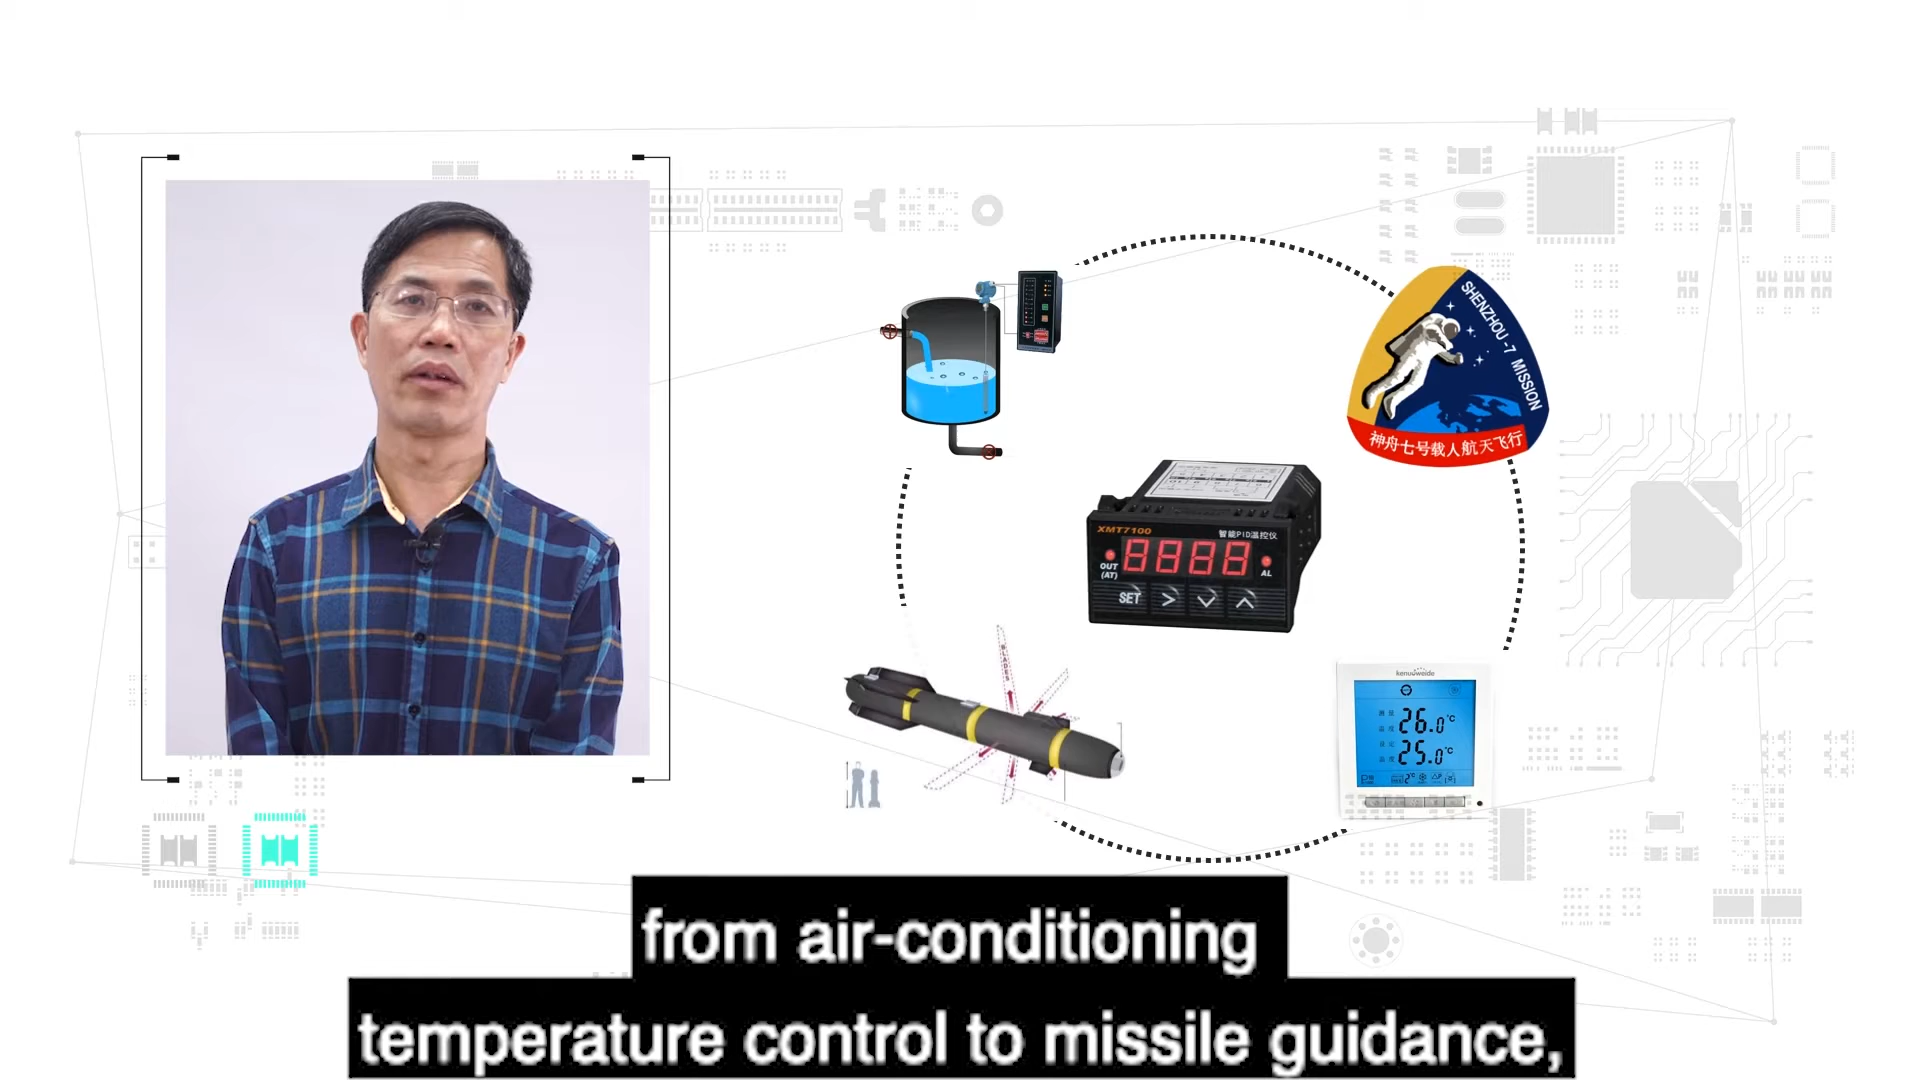 SHENZHOU-7 MISSION
神舟七号载人航天飞行
XMT7100
智能PID温控仪
OUT
(AT)
8888
AL
SET
BLADES
26.0°C
25.0°C
2°C
from air-conditioning
temperature control to missile guidance,